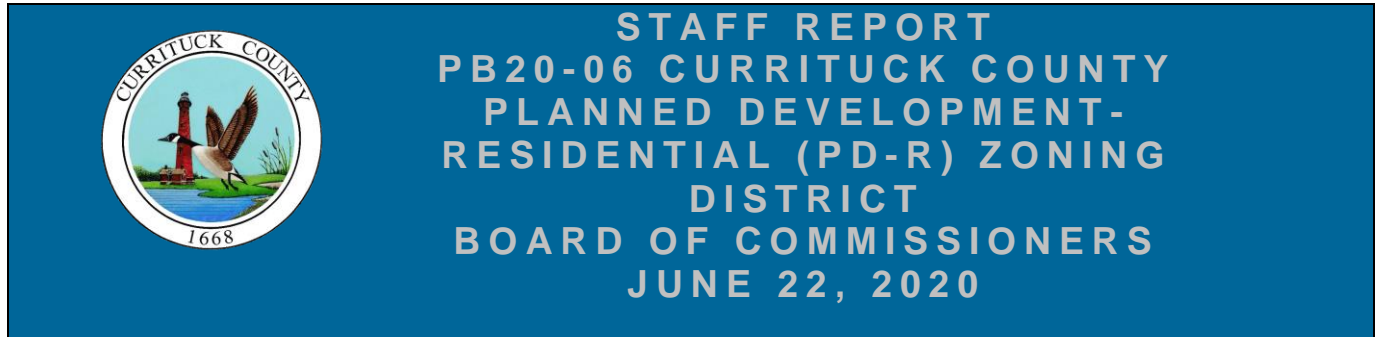 CURRITUCK COUNTY
1668
STAFF REPORT
PB20-06 CURRITUCK COUNTY
PLANNED DEVELOPMENT-
RESIDENTIAL (PD-R) ZONING
DISTRICT
BOARD OF COMMISSIONERS
JUNE 22, 2020